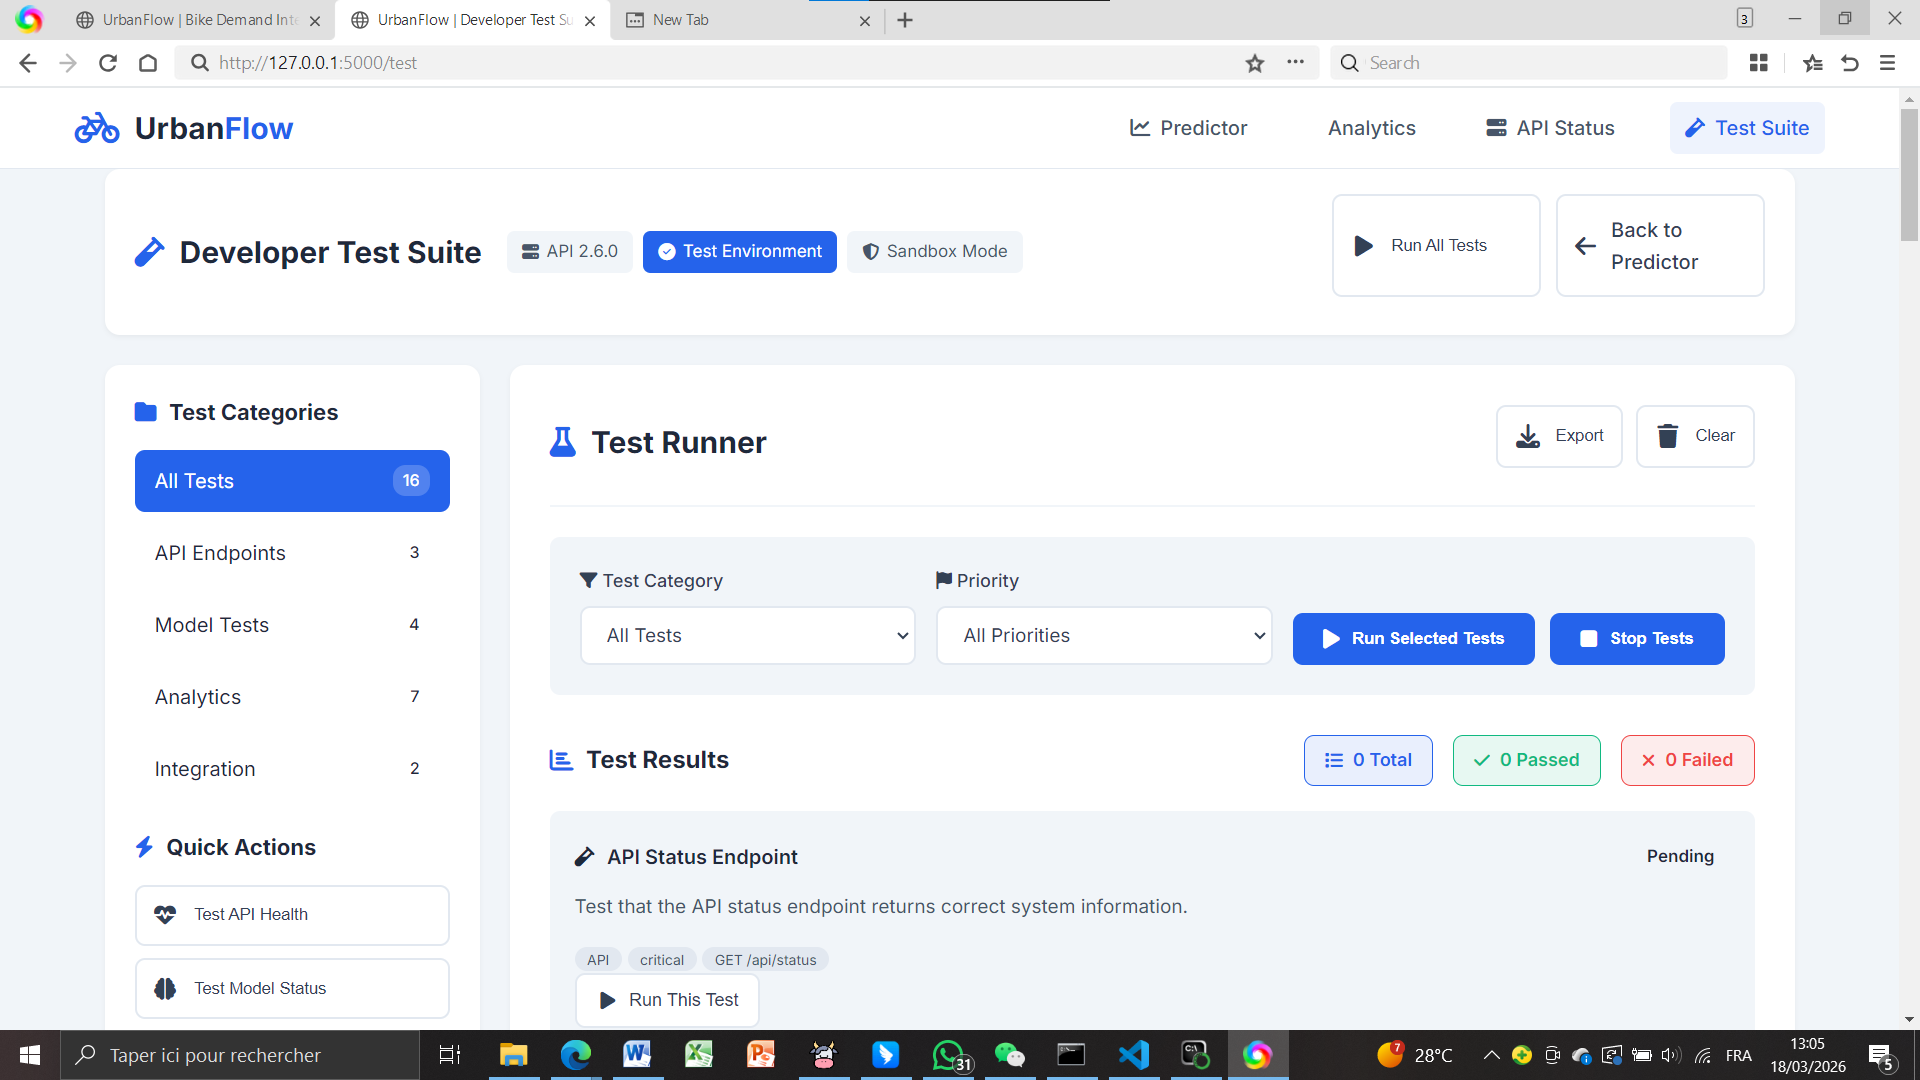 UrbanFlow | Bike Demand Inte
UrbanFlow | Developer Test Su
New Tab
3
http://127.0.0.1:5000/test
Search
UrbanFlow
Predictor
Analytics
API Status
Test Suite
Developer Test Suite
API 2.6.0
Test Environment
Sandbox Mode
Run All Tests
Back to
Predictor
Test Categories
All Tests 16
API Endpoints 3
Model Tests 4
Analytics 7
Integration 2
Quick Actions
Test API Health
Test Model Status
Test Runner
Export
Clear
Test Category
Priority
All Tests
All Priorities
Run Selected Tests
Stop Tests
Test Results
0 Total
0 Passed
0 Failed
API Status Endpoint
Pending
Test that the API status endpoint returns correct system information.
API
critical
GET /api/status
Run This Test
Taper ici pour rechercher
31
7
28°C
FRA
13:05
18/03/2026
5